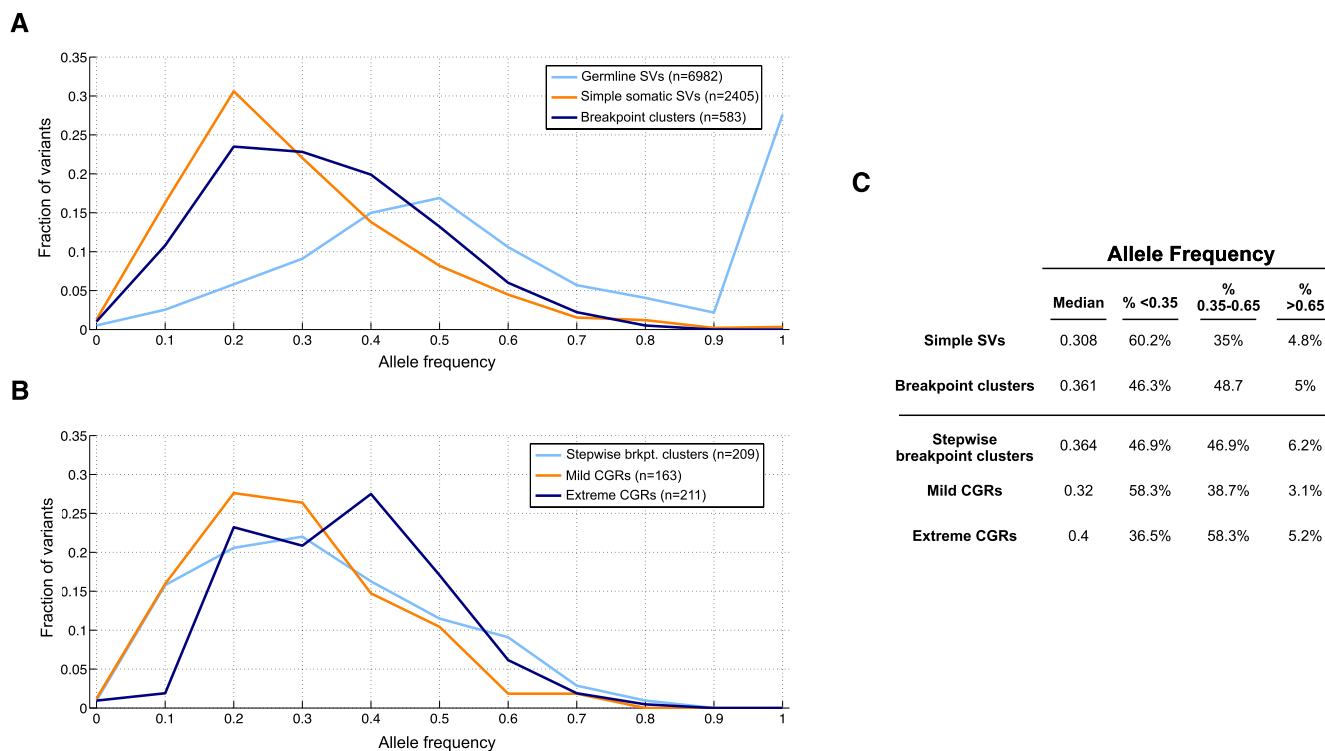 A
0.35
0.3
0.25
0.2
0.15
0.1
0.05
0
Fraction of variants
Germline SVs (n=6982)
Simple somatic SVs (n=2405)
Breakpoint clusters (n=583)
0 0.1 0.2 0.3 0.4 0.5 0.6 0.7 0.8 0.9 1
Allele frequency
B
0.35
0.3
0.25
0.2
0.15
0.1
0.05
0
Fraction of variants
Stepwise brkpt. clusters (n=209)
Mild CGRs (n=163)
Extreme CGRs (n=211)
0 0.1 0.2 0.3 0.4 0.5 0.6 0.7 0.8 0.9 1
Allele frequency
C
Allele Frequency
% %
Median % <0.35 0.35-0.65 >0.65
Simple SVs 0.308 60.2% 35% 4.8%
Breakpoint clusters 0.361 46.3% 48.7 5%
Stepwise
breakpoint clusters 0.364 46.9% 46.9% 6.2%
Mild CGRs 0.32 58.3% 38.7% 3.1%
Extreme CGRs 0.4 36.5% 58.3% 5.2%